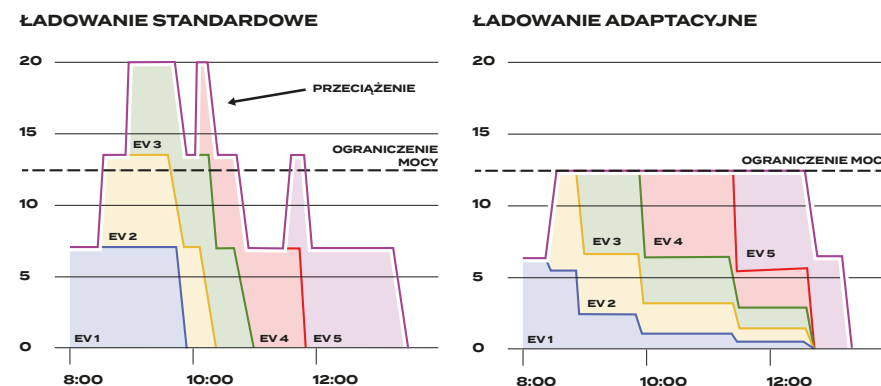 ŁADOWANIE STANDARDOWE
20
15
10
5
0
PRZECIĄŻENIE
OGRANICZENIE
MOCY
EV 3
EV 2
EV 1
EV 4
EV 5
8:00
10:00
12:00
ŁADOWANIE ADAPTACYJNE
20
15
10
5
0
OGRANICZENIE MOC
EV 3
EV 4
EV 5
EV 2
EV 1
8:00
10:00
12:00